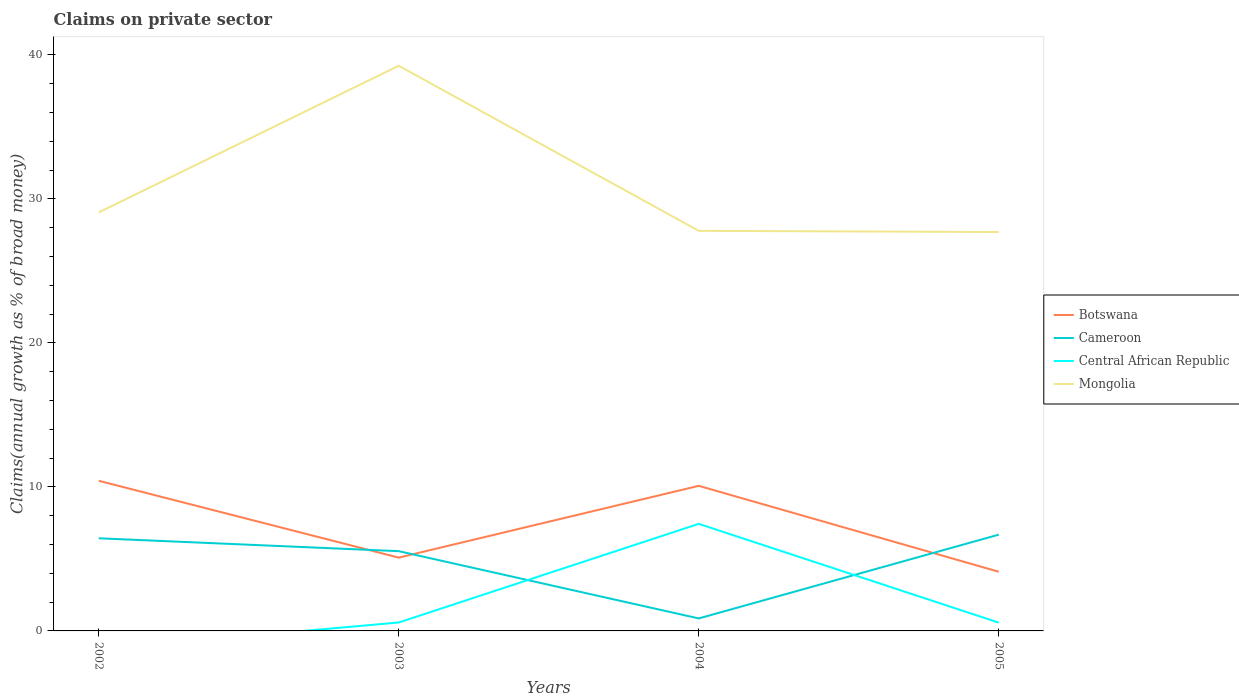 Claims on private sector
Claims(annual growth as % of broad money)
40
30
20
10
0
2002
2003
2004
2005
Years
Botswana
Cameroon
Central African Republic
Mongolia